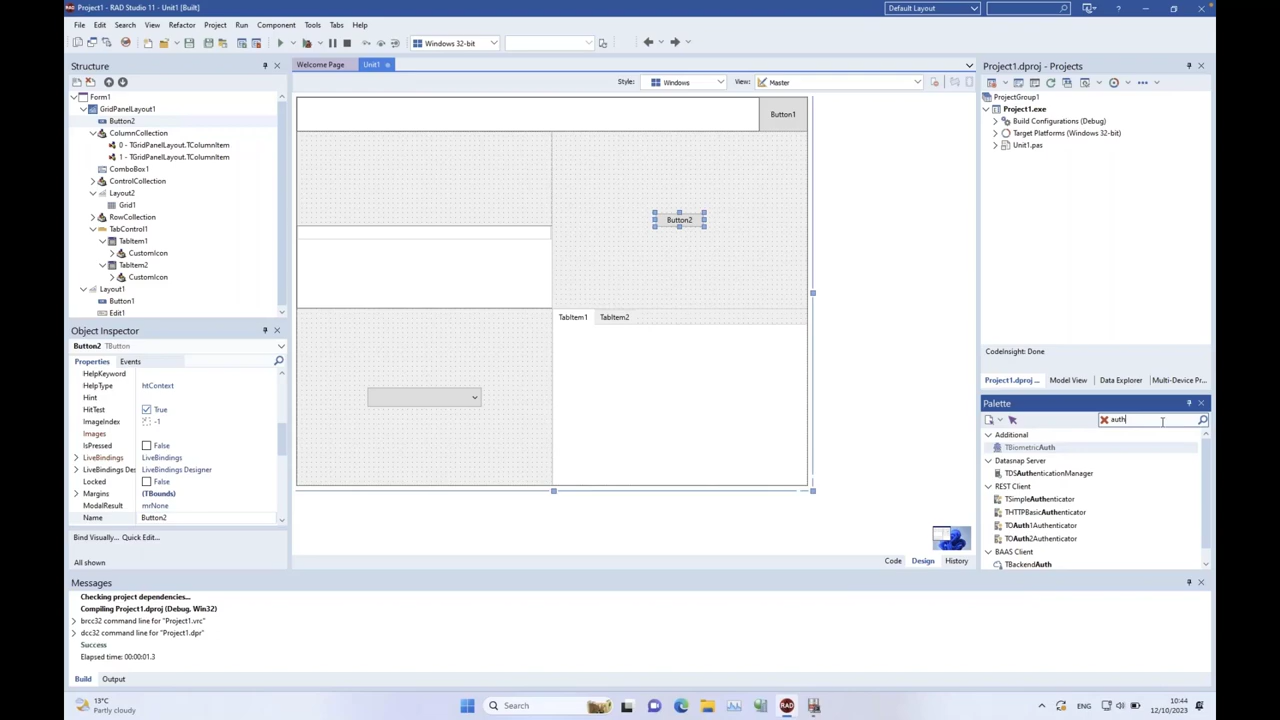 Project1 - RAD Studio 11 - Unit1 [Built]
Default Layout
File Edit Search View Refactor Project Run Component Tools Tabs Help
Windows 32-bit
Structure
Form1
GridPanelLayout1
Button2
ColumnCollection
0 - TGridPanelLayout.TColumnItem
1 - TGridPanelLayout.TColumnItem
ComboBox1
ControlCollection
Layout2
Grid1
RowCollection
TabControl1
TabItem1
CustomIcon
TabItem2
CustomIcon
Layout1
Button1
Edit1
Object Inspector
Button2 TButton
Properties Events
HelpKeyword
HelpType htContext
Hint
HitTest True
ImageIndex -1
Images
IsPressed False
LiveBindings LiveBindings
LiveBindings Des LiveBindings Designer
Locked False
Margins (TBounds)
ModalResult mrNone
Name Button2
Bind Visually... Quick Edit...
All shown
Welcome Page Unit1
Style: Windows View: Master
Button1
Button2
TabItem1 TabItem2
Code Design History
Project1.dproj - Projects
ProjectGroup1
Project1.exe
Build Configurations (Debug)
Target Platforms (Windows 32-bit)
Unit1.pas
CodeInsight: Done
Project1.dproj ... Model View Data Explorer Multi-Device Pr...
Palette
auth
Additional
TBiometricAuth
Datasnap Server
TDSAuthenticationManager
REST Client
TSimpleAuthenticator
THTTPBasicAuthenticator
TOAuth1Authenticator
TOAuth2Authenticator
BAAS Client
TBackendAuth
Messages
Checking project dependencies...
Compiling Project1.dproj (Debug, Win32)
brcc32 command line for "Project1.vrc"
dcc32 command line for "Project1.dpr"
Success
Elapsed time: 00:00:01.3
Build Output
13°C
Partly cloudy
Search
RAD
ENG
10:44
12/10/2023